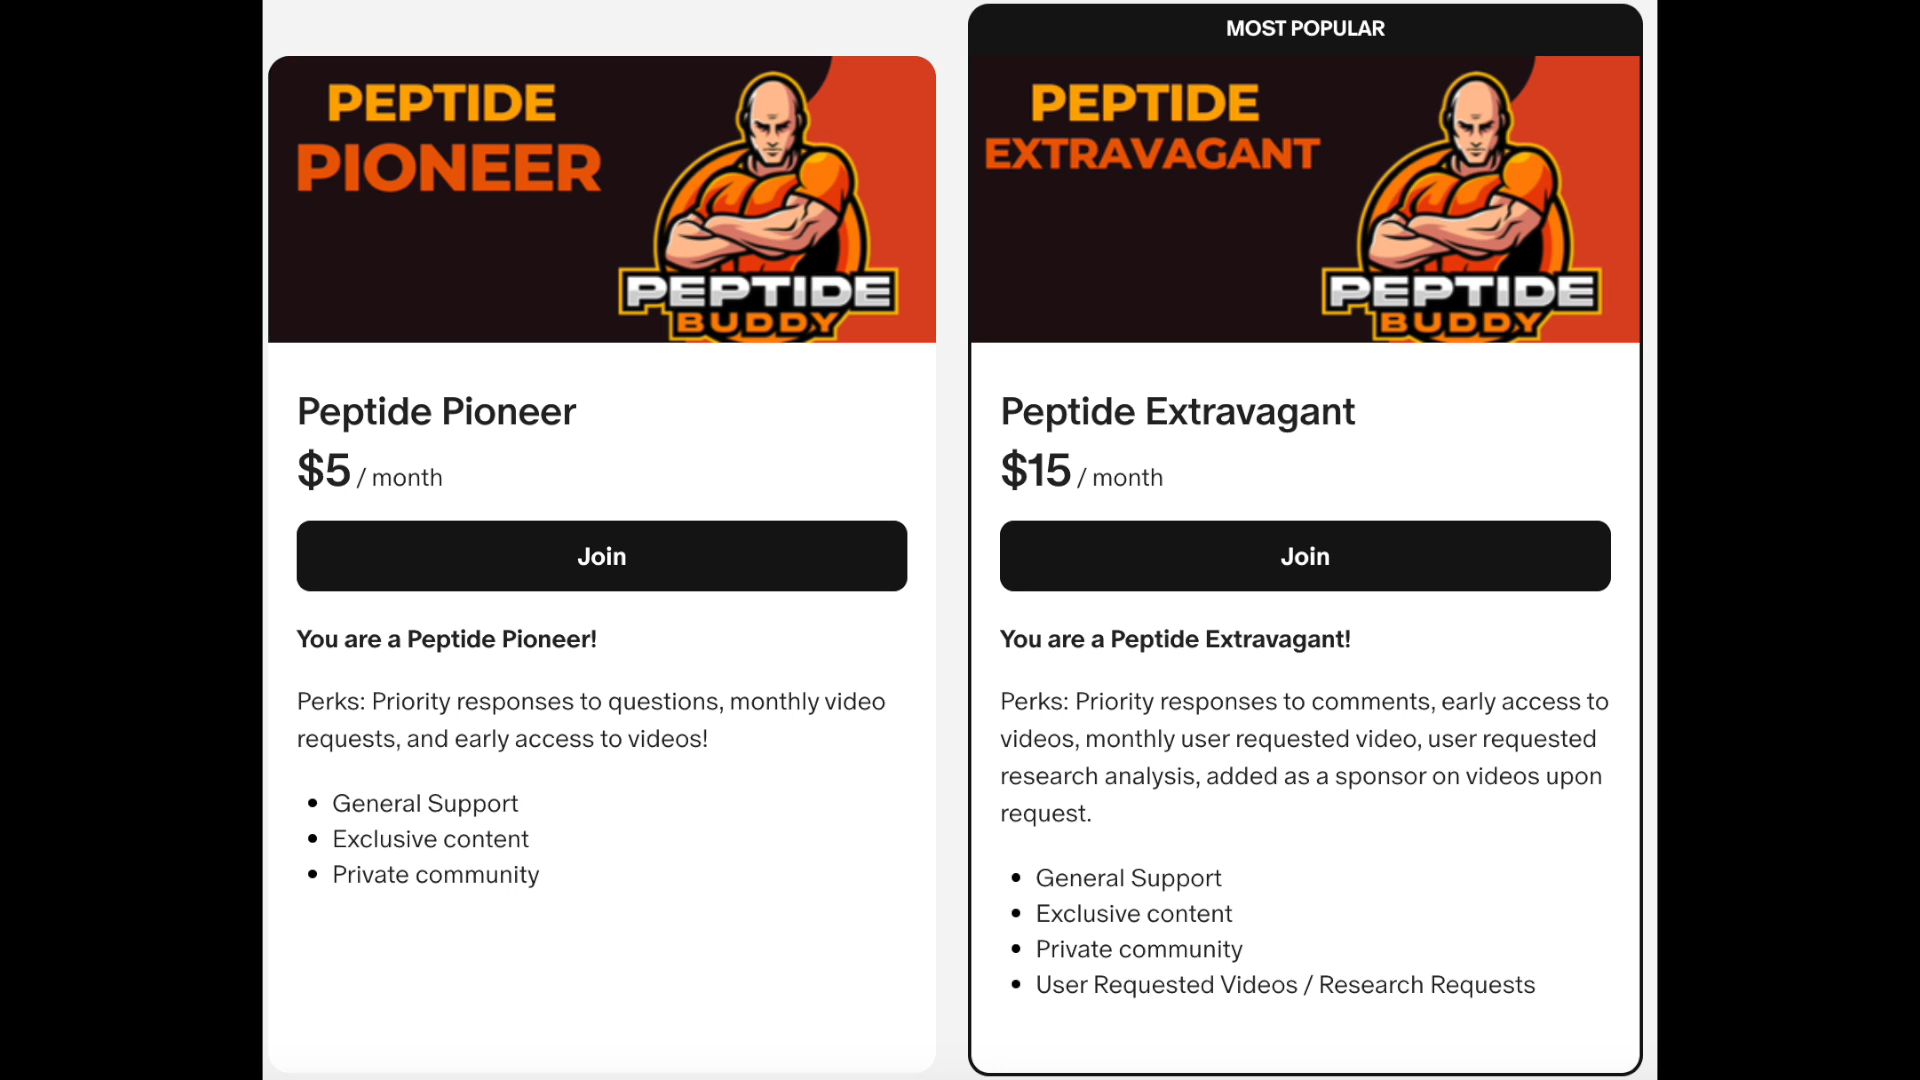 PEPTIDE
PIONEER
PEPTIDE
BUDDY
Peptide Pioneer
$5 / month
Join
You are a Peptide Pioneer!
Perks: Priority responses to questions, monthly video
requests, and early access to videos!
• General Support
• Exclusive content
• Private community
MOST POPULAR
PEPTIDE
EXTRAVAGANT
PEPTIDE
BUDDY
Peptide Extravagant
$15 / month
Join
You are a Peptide Extravagant!
Perks: Priority responses to comments, early access to
videos, monthly user requested video, user requested
research analysis, added as a sponsor on videos upon
request.
• General Support
• Exclusive content
• Private community
• User Requested Videos / Research Requests